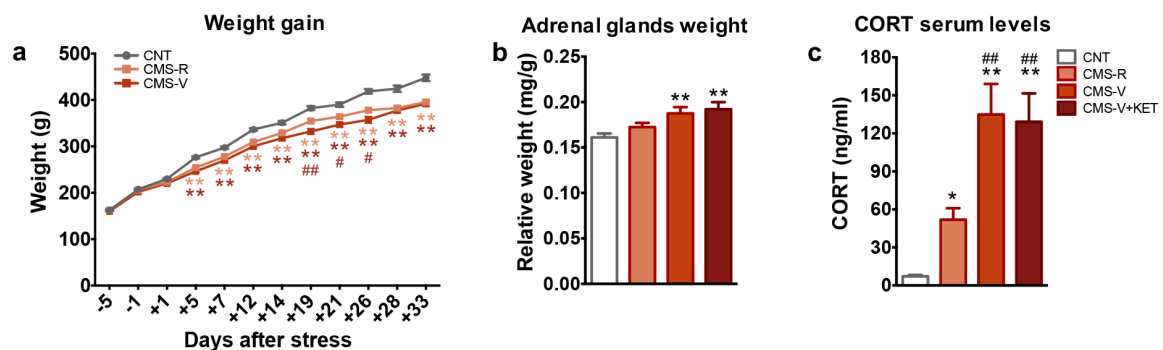 Weight gain
a
CNT
CMS-R
CMS-V
Weight (g)
500
400
300
200
100
0
** ** ** ** ** ** ** **
** ** ** ** ** ** ** ** **
## # #
-5 -1 +1 +5 +7 +12 +14 +19 +21 +26 +28 +33
Days after stress
Adrenal glands weight
b
Relative weight (mg/g)
0.25
0.20
0.15
0.10
0.05
0.00
** **
CORT serum levels
c
CORT (ng/ml)
180
150
120
90
60
30
0
## ##
* ** **
CNT
CMS-R
CMS-V
CMS-V+KET